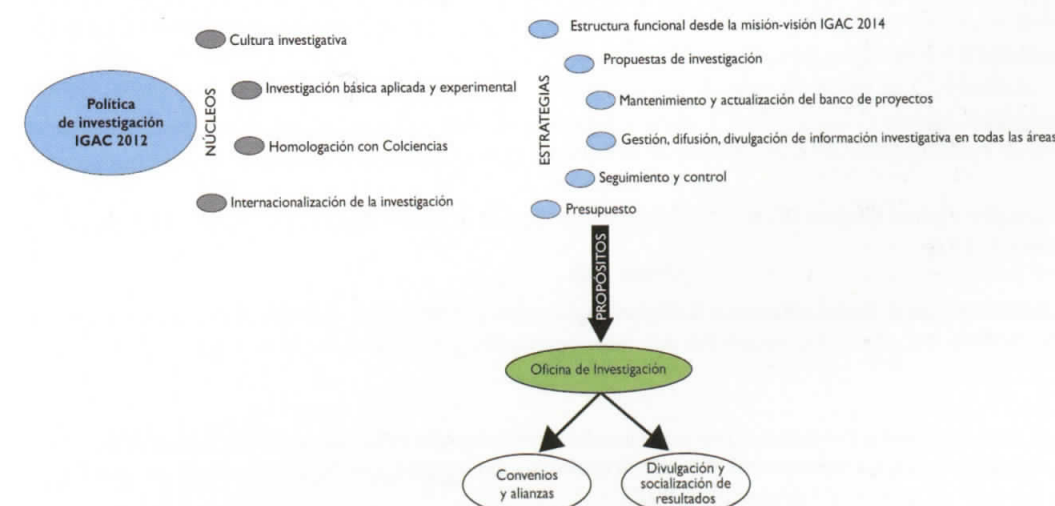 Política
de investigación
IGAC 2012
NÚCLEOS
Cultura investigativa
Investigación básica aplicada y experimental
Homologación con Colciencias
Internacionalización de la investigación
ESTRATEGIAS
Estructura funcional desde la misión-visión IGAC 2014
Propuestas de investigación
Mantenimiento y actualización del banco de proyectos
Gestión, difusión, divulgación de información investigativa en todas las áreas
Seguimiento y control
Presupuesto
PROPÓSITOS
Oficina de Investigación
Convenios
y alianzas
Divulgación y
socialización de
resultados